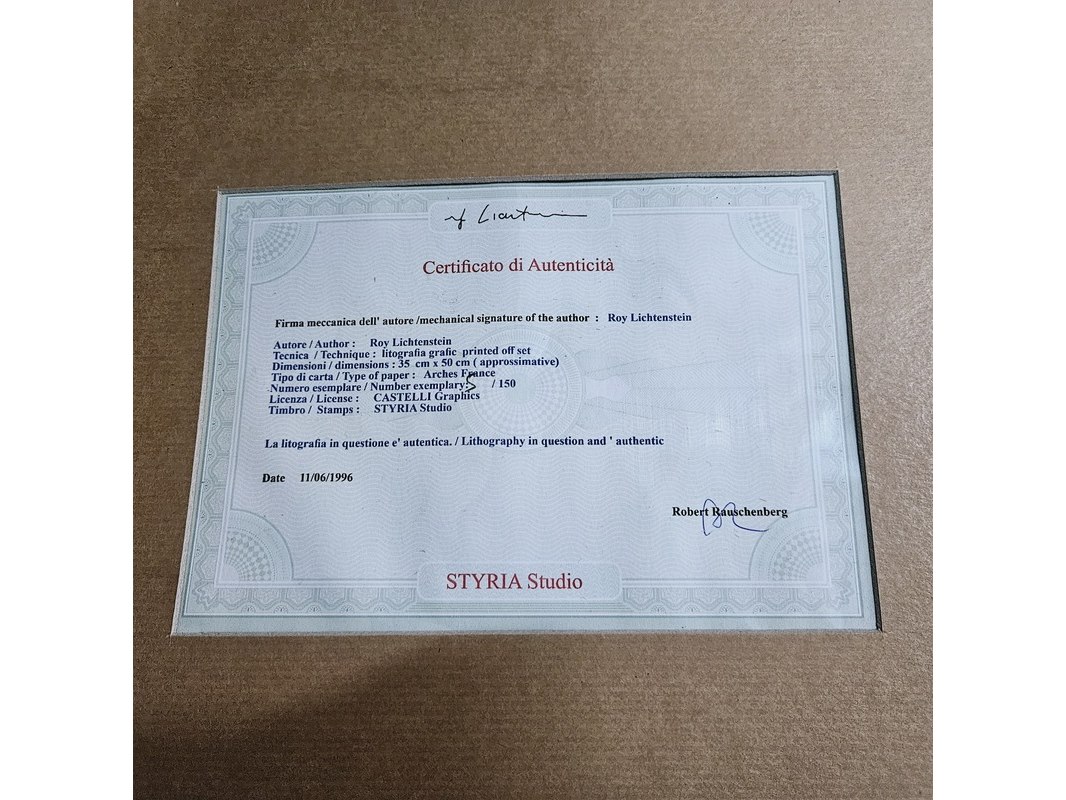 Certificato di Autenticità
Firma meccanica dell' autore /mechanical signature of the author : Roy Lichtenstein
Autore / Author : Roy Lichtenstein
Tecnica / Technique : litografia grafic printed off set
Dimensioni / dimensions : 35 cm x 50 cm ( approssimative)
Tipo di carta / Type of paper : Arches France
Numero esemplare / Number exemplary: / 150
Licenza / License : CASTELLI Graphics
Timbro / Stamps : STYRIA Studio
La litografia in questione e' autentica. / Lithography in question and ' authentic
Date 11/06/1996
Robert Rauschenberg
STYRIA Studio